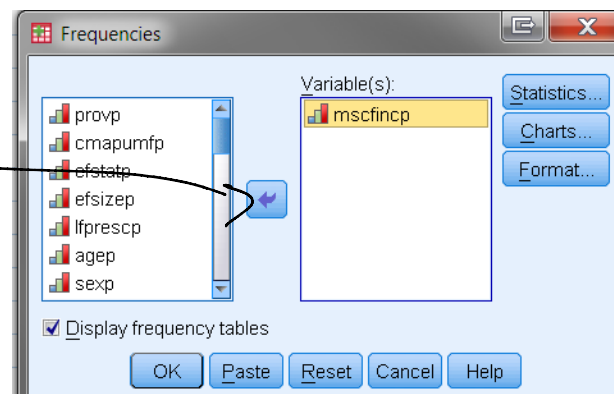 Frequencies
Variable(s):
provp
cmapumfp
efstatp
efsizep
lfprescp
agep
sexp
mscfincp
Statistics...
Charts...
Format...
Display frequency tables
OK
Paste
Reset
Cancel
Help